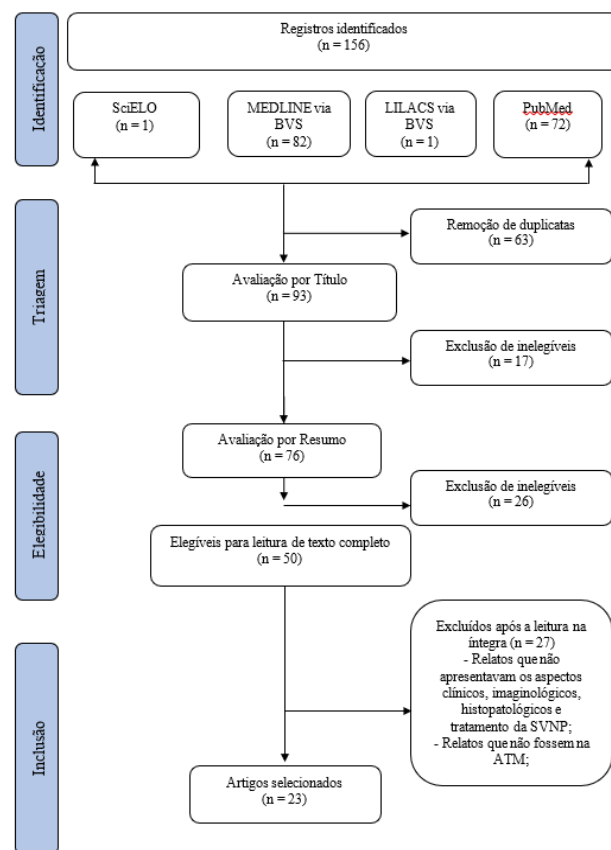 Identificação
Registros identificados
(n = 156)
SciELO
(n = 1)
MEDLINE via
BVS
(n = 82)
LILACS via
BVS
(n = 1)
PubMed
(n = 72)
Triagem
Remoção de duplicatas
(n = 63)
Avaliação por Título
(n = 93)
Exclusão de inelegíveis
(n = 17)
Elegibilidade
Avaliação por Resumo
(n = 76)
Exclusão de inelegíveis
(n = 26)
Elegíveis para leitura de texto completo
(n = 50)
Inclusão
Excluídos após a leitura na
íntegra (n = 27)
- Relatos que não
apresentavam os aspectos
clínicos, imaginológicos,
histopatológicos e
tratamento da SVNP;
- Relatos que não fossem na
ATM;
Artigos selecionados
(n = 23)